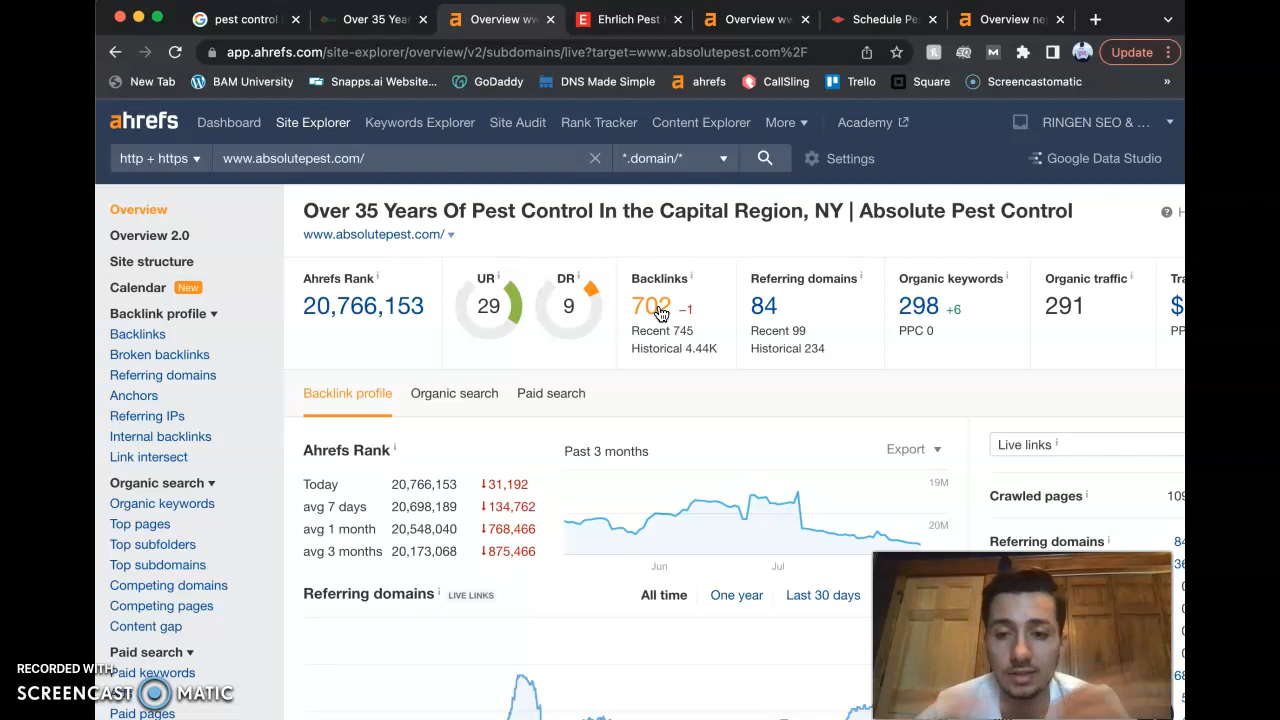 pest control
Over 35 Yea
Overview ww
Ehrlich Pest
Overview ww
Schedule Pe
Overview ne
app.ahrefs.com/site-explorer/overview/v2/subdomains/live?target=www.absolutepest.com%2F
Update
New Tab
BAM University
Snapps.ai Website...
GoDaddy
DNS Made Simple
ahrefs
CallSling
Trello
Square
Screencastomatic
»
ahrefs
Dashboard
Site Explorer
Keywords Explorer
Site Audit
Rank Tracker
Content Explorer
More
Academy
RINGEN SEO & ...
http + https
www.absolutepest.com/
*.domain/*
Settings
Google Data Studio
Overview
Overview 2.0
Site structure
Calendar New
Backlink profile
Backlinks
Broken backlinks
Referring domains
Anchors
Referring IPs
Internal backlinks
Link intersect
Organic search
Organic keywords
Top pages
Top subfolders
Top subdomains
Competing domains
Competing pages
Content gap
Paid search
Paid keywords
Paid pages
Over 35 Years Of Pest Control In the Capital Region, NY | Absolute Pest Control
www.absolutepest.com/
Ahrefs Rank
20,766,153
UR
29
DR
9
Backlinks
702 −1
Recent 745
Historical 4.44K
Referring domains
84
Recent 99
Historical 234
Organic keywords
298 +6
PPC 0
Organic traffic
291
Tra
$
PP
Backlink profile
Organic search
Paid search
Ahrefs Rank
Today 20,766,153 ↓31,192
avg 7 days 20,698,189 ↓134,762
avg 1 month 20,548,040 ↓768,466
avg 3 months 20,173,068 ↓875,466
Past 3 months
Export
19M
20M
Jun
Jul
Referring domains LIVE LINKS
All time
One year
Last 30 days
Live links
Crawled pages 109
Referring domains 84
RECORDED WITH
SCREENCAST MATIC